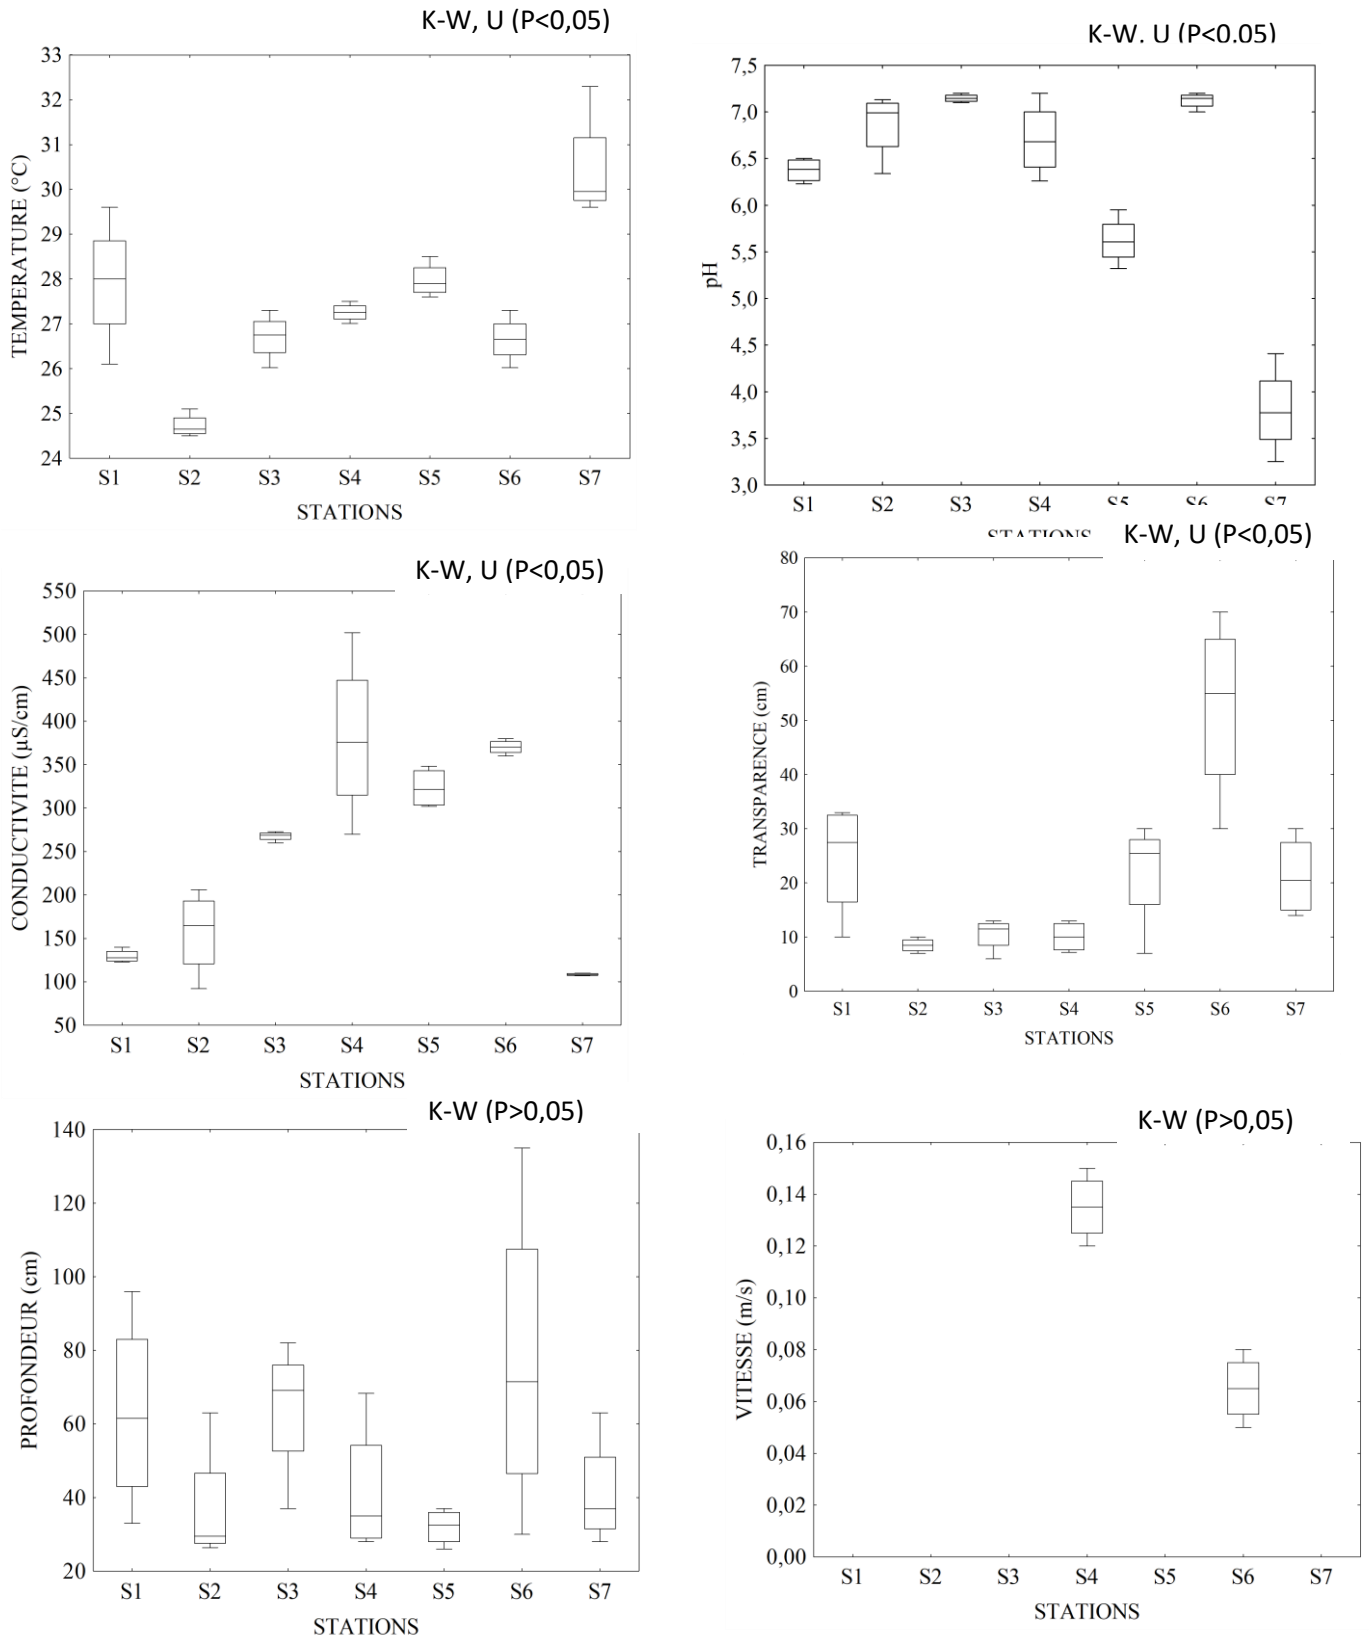 K-W, U (P<0,05)
33
32
31
30
29
28
27
26
25
24
TEMPERATURE (°C)
S1 S2 S3 S4 S5 S6 S7
STATIONS
K-W, U (P<0,05)
7,5
7,0
6,5
6,0
5,5
5,0
4,5
4,0
3,5
3,0
pH
S1 S2 S3 S4 S5 S6 S7
STATIONS
K-W, U (P<0,05)
550
500
450
400
350
300
250
200
150
100
50
CONDUCTIVITE (µS/cm)
S1 S2 S3 S4 S5 S6 S7
STATIONS
K-W, U (P<0,05)
80
70
60
50
40
30
20
10
0
TRANSPARENCE (cm)
S1 S2 S3 S4 S5 S6 S7
STATIONS
K-W (P>0,05)
140
120
100
80
60
40
20
PROFONDEUR (cm)
S1 S2 S3 S4 S5 S6 S7
STATIONS
K-W (P>0,05)
0,16
0,14
0,12
0,10
0,08
0,06
0,04
0,02
0,00
VITESSE (m/s)
S1 S2 S3 S4 S5 S6 S7
STATIONS